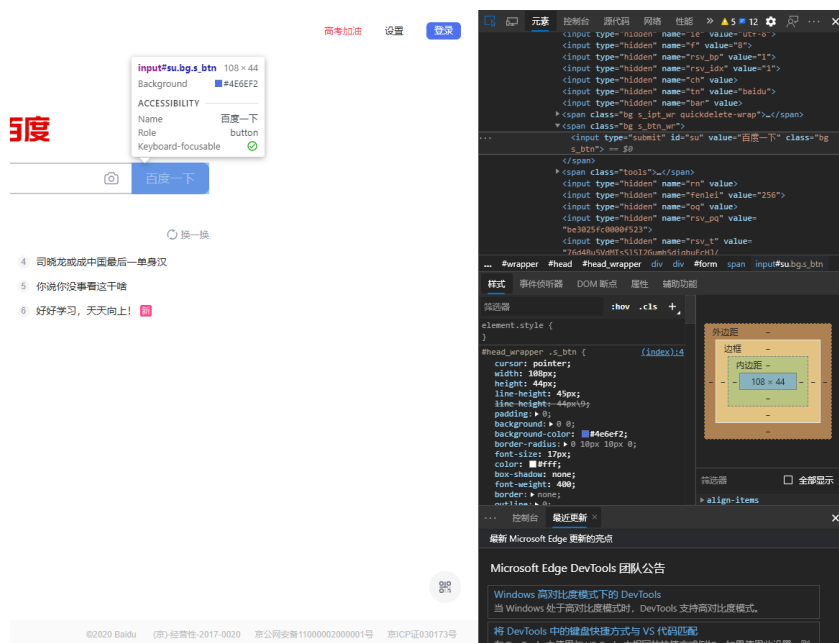 高考加油 设置 登录
input#su.bg.s_btn 108 × 44
Background #4E6EF2
ACCESSIBILITY
Name 百度一下
Role button
Keyboard-focusable
百度
百度一下
换一换
4 司晓龙或成中国最后一单身汉
5 你说你没事看这干啥
6 好好学习，天天向上！ 新
©2020 Baidu (京)-经营性-2017-0020 京公网安备11000002000001号 京ICP证030173号
元素 控制台 源代码 网络 性能 » 5 12
<input type="hidden" name="ie" value="utf-8">
<input type="hidden" name="f" value="8">
<input type="hidden" name="rsv_bp" value="1">
<input type="hidden" name="rsv_idx" value="1">
<input type="hidden" name="ch" value>
<input type="hidden" name="tn" value="baidu">
<input type="hidden" name="bar" value>
<span class="bg s_ipt_wr quickdelete-wrap">…</span>
<span class="bg s_btn_wr">
<input type="submit" id="su" value="百度一下" class="bg
s_btn"> == $0
</span>
<span class="tools">…</span>
<input type="hidden" name="rn" value>
<input type="hidden" name="fenlei" value="256">
<input type="hidden" name="oq" value>
<input type="hidden" name="rsv_pq" value=
"be3025fc0000f523">
<input type="hidden" name="rsv_t" value=
... #wrapper #head #head_wrapper div div #form span input#su.bg.s_btn
样式 事件侦听器 DOM 断点 属性 辅助功能
筛选器 :hov .cls +
element.style {
}
#head_wrapper .s_btn { (index):4
cursor: pointer;
width: 108px;
height: 44px;
line-height: 45px;
line-height: 44px\9;
padding: 0;
background: 0 0;
background-color: #4e6ef2;
border-radius: 0 10px 10px 0;
font-size: 17px;
color: #fff;
box-shadow: none;
font-weight: 400;
border: none;
outline: 0;
外边距 –
边框 –
内边距 –
108 × 44
筛选器 全部显示
align-items
控制台 最近更新 ×
最新 Microsoft Edge 更新的亮点
Microsoft Edge DevTools 团队公告
Windows 高对比度模式下的 DevTools
当 Windows 处于高对比度模式时，DevTools 支持高对比度模式。
将 DevTools 中的键盘快捷方式与 VS 代码匹配